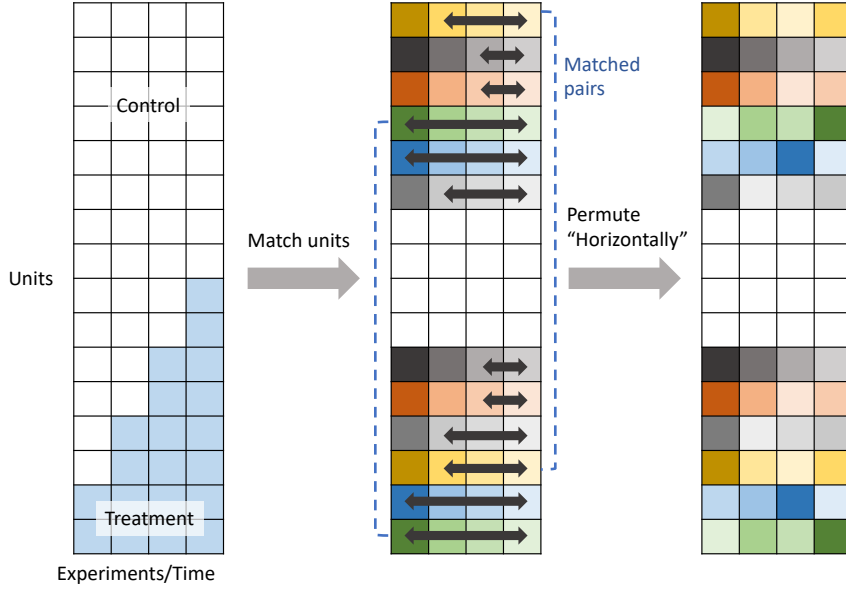 Control
Matched
pairs
Match units
Permute
“Horizontally”
Units
Treatment
Experiments/Time